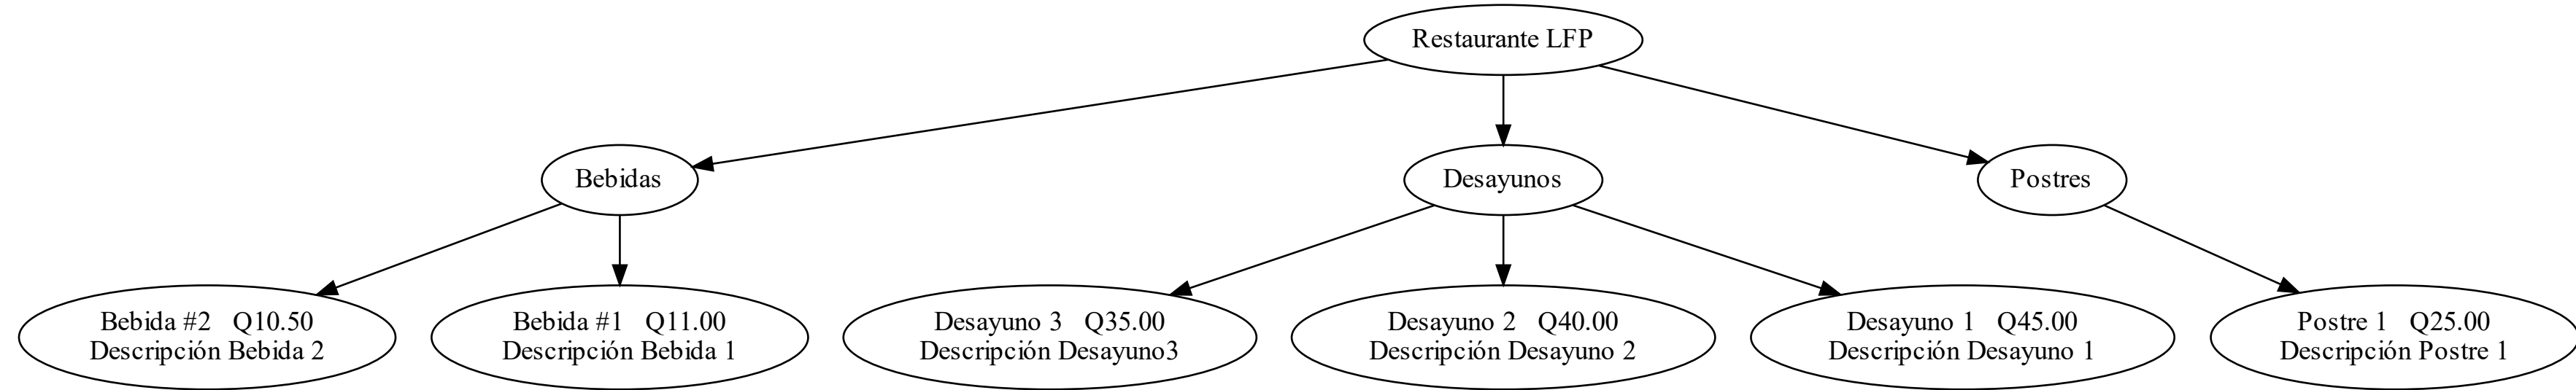 Restaurante LFP
Bebidas
Desayunos
Postres
Bebida #2 Q10.50
Descripción Bebida 2
Bebida #1 Q11.00
Descripción Bebida 1
Desayuno 3 Q35.00
Descripción Desayuno3
Desayuno 2 Q40.00
Descripción Desayuno 2
Desayuno 1 Q45.00
Descripción Desayuno 1
Postre 1 Q25.00
Descripción Postre 1